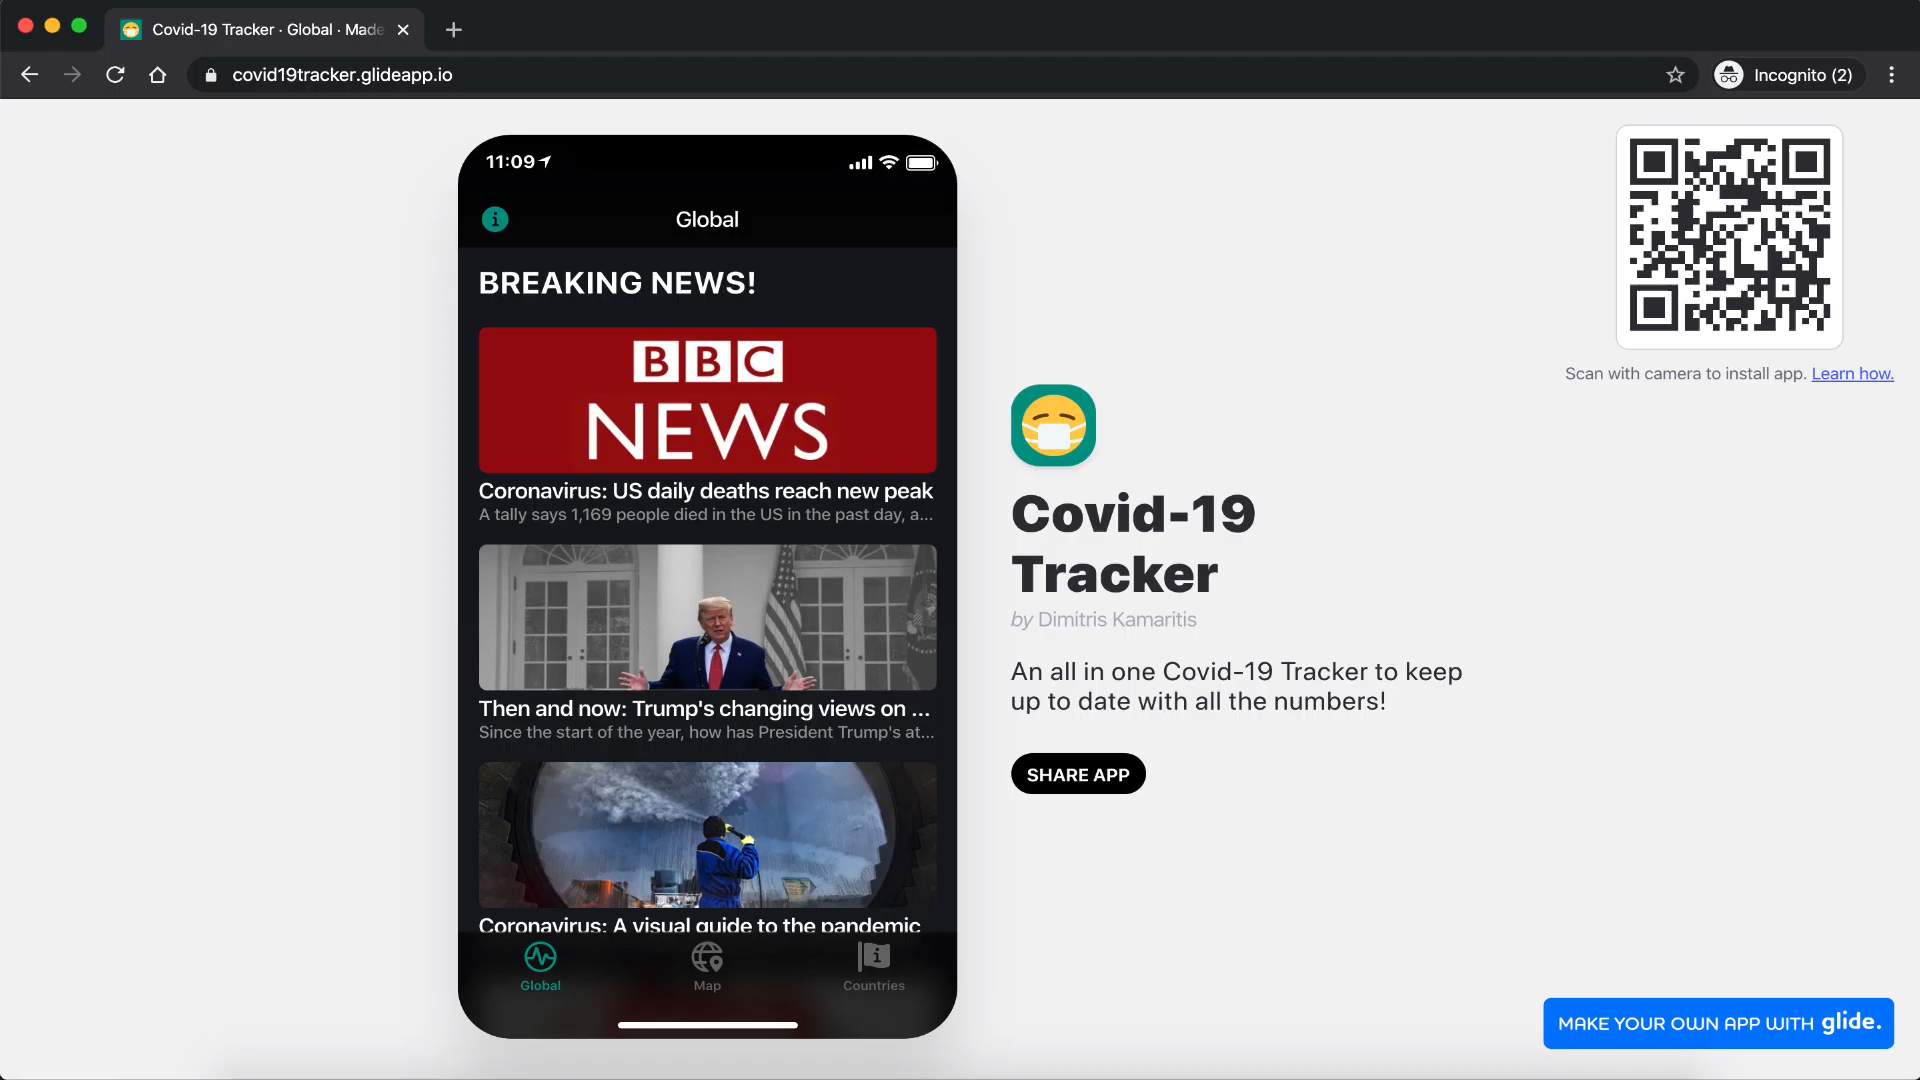 Covid-19 Tracker · Global · Made
covid19tracker.glideapp.io
Incognito (2)
11:09
Global
BREAKING NEWS!
BBC
NEWS
Coronavirus: US daily deaths reach new peak
A tally says 1,169 people died in the US in the past day, a...
Then and now: Trump's changing views on ...
Since the start of the year, how has President Trump's at...
Coronavirus: A visual guide to the pandemic
Global
Map
Countries
Covid-19
Tracker
by Dimitris Kamaritis
An all in one Covid-19 Tracker to keep
up to date with all the numbers!
SHARE APP
Scan with camera to install app. Learn how.
MAKE YOUR OWN APP WITH glide.